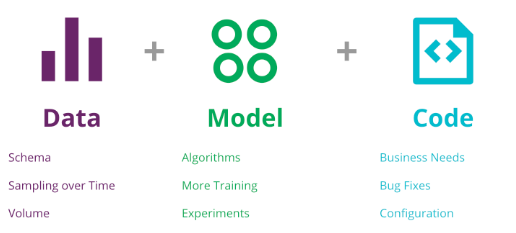 Data
Model
Code
Schema
Algorithms
Business Needs
Sampling over Time
More Training
Bug Fixes
Volume
Experiments
Configuration